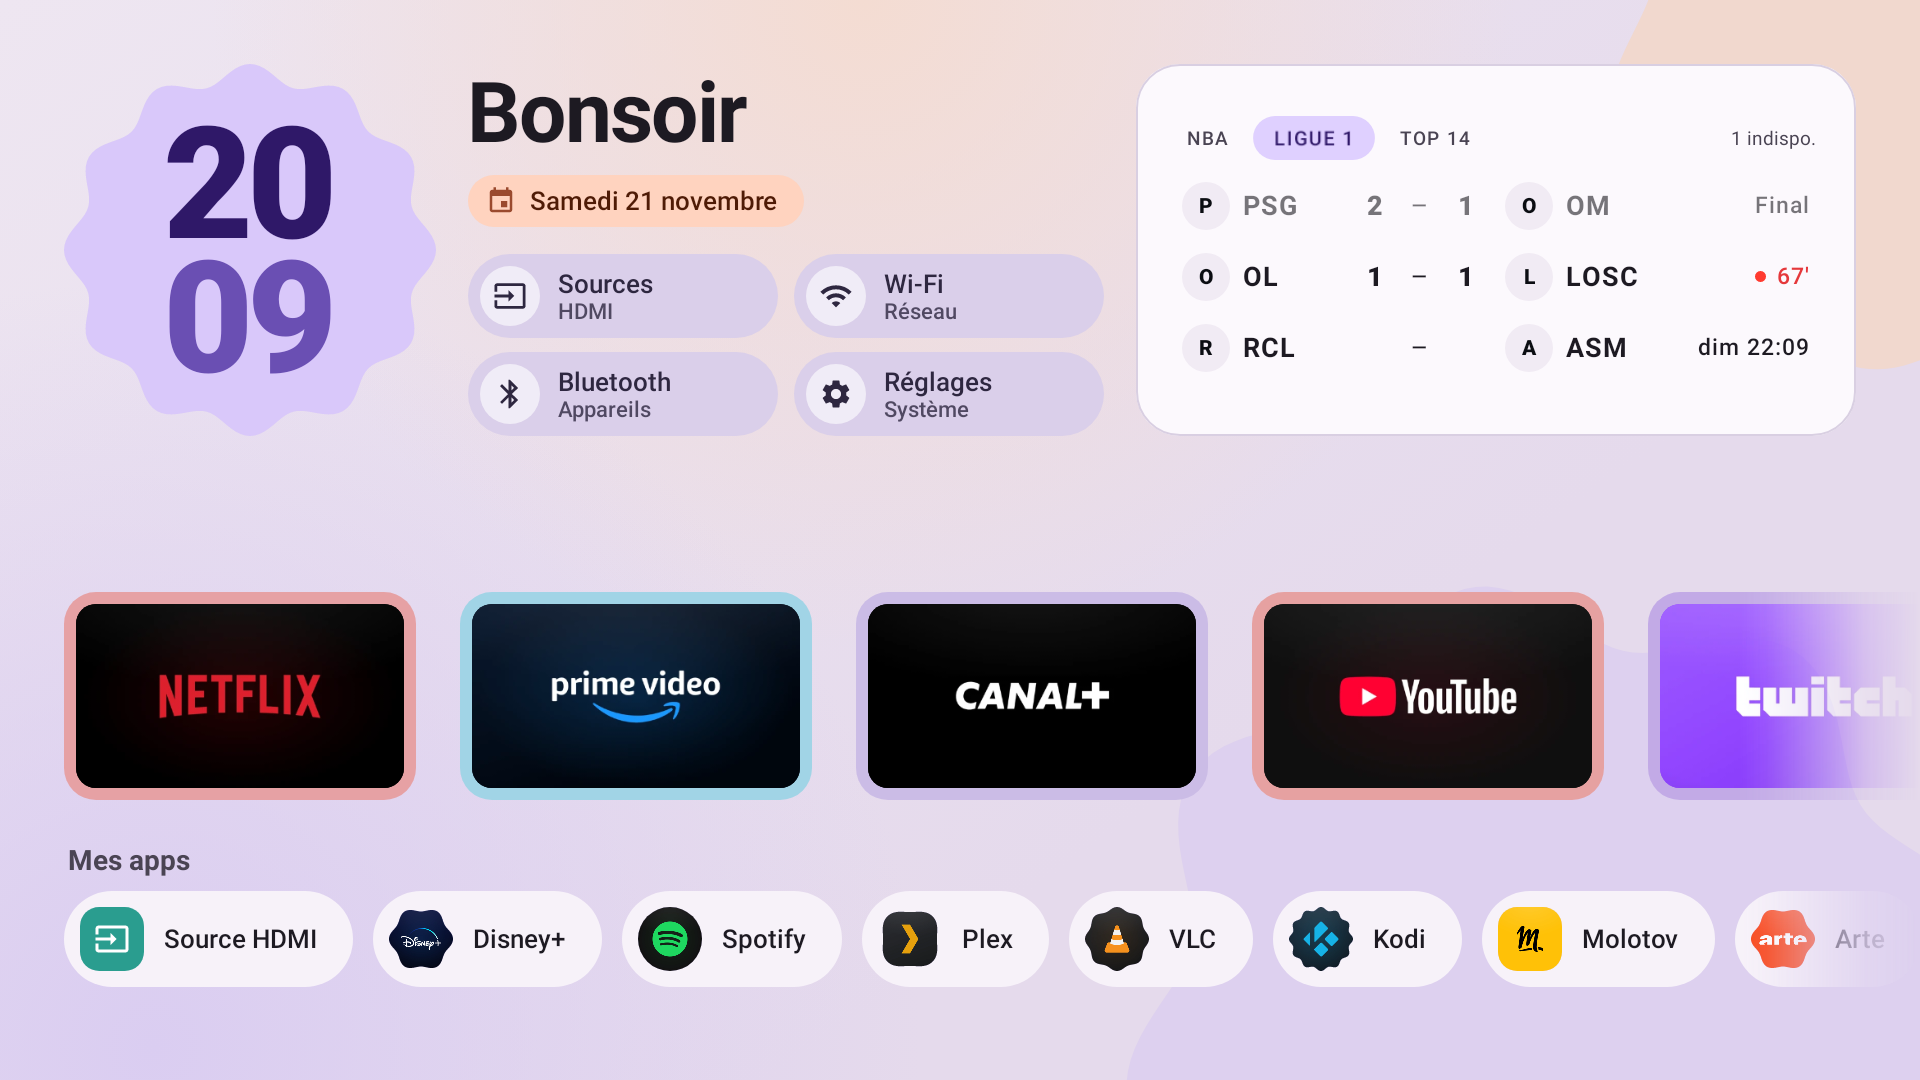 20
09
Bonsoir
Samedi 21 novembre
Sources
HDMI
Wi-Fi
Réseau
Bluetooth
Appareils
Réglages
Système
NBA LIGUE 1 TOP 14 1 indispo.
P PSG 2 – 1 O OM Final
O OL 1 – 1 L LOSC 67'
R RCL – A ASM dim 22:09
NETFLIX
prime video
CANAL+
YouTube
twitch
Mes apps
Source HDMI
Disney+ Disney+
Spotify
Plex
VLC
Kodi
M. Molotov
arte Arte